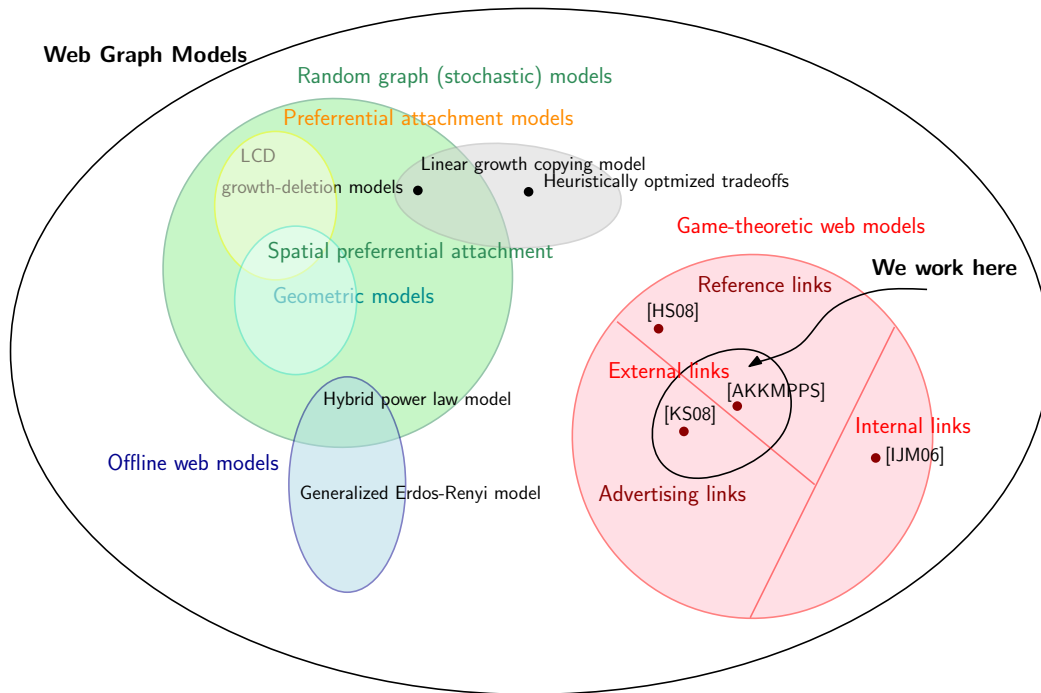 Web Graph Models
Random graph (stochastic) models
Preferrential attachment models
LCD
growth-deletion models
Linear growth copying model
Heuristically optmized tradeoffs
Spatial preferrential attachment
Geometric models
Hybrid power law model
Offline web models
Generalized Erdos-Renyi model
Game-theoretic web models
We work here
Reference links
[HS08]
External links
[AKKMPPS]
[KS08]
Internal links
[IJM06]
Advertising links